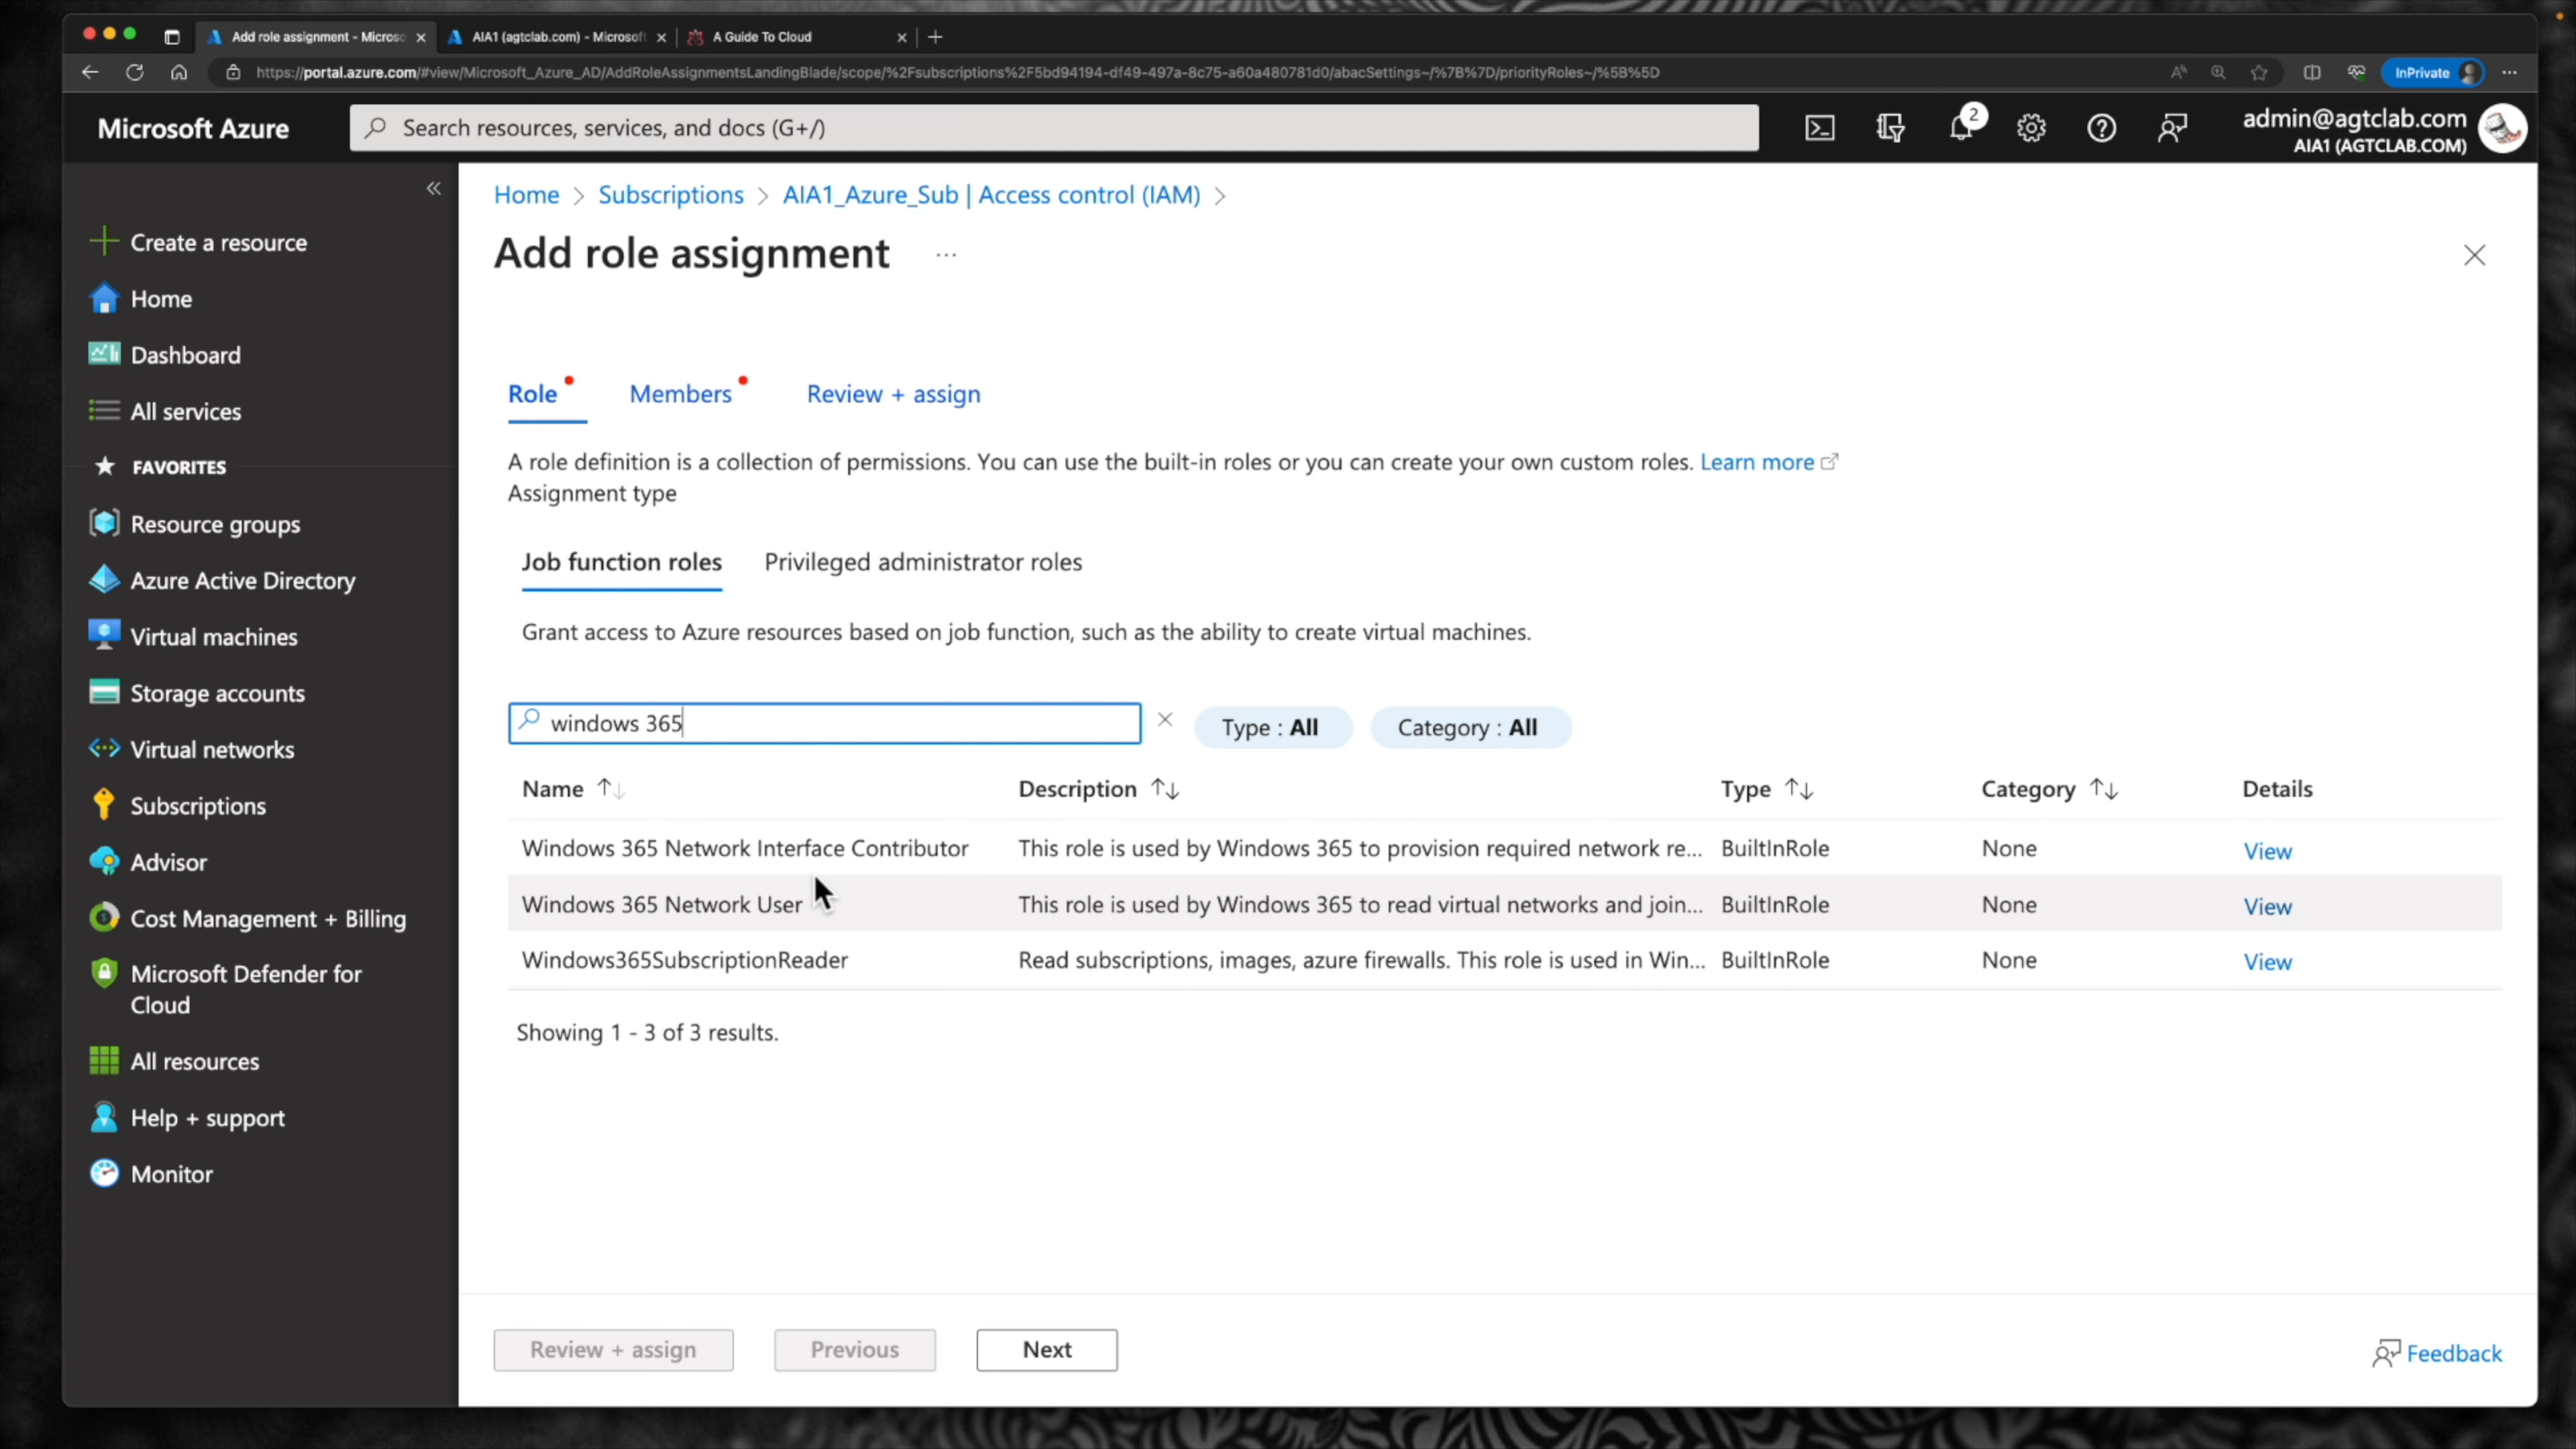 Add role assignment - Microso
AIA1 (agtclab.com) - Microsoft
A Guide To Cloud
https://portal.azure.com/#view/Microsoft_Azure_AD/AddRoleAssignmentsLandingBlade/scope/%2Fsubscriptions%2F5bd94194-df49-497a-8c75-a60a480781d0/abacSettings~/%7B%7D/priorityRoles~/%5B%5D
InPrivate
Microsoft Azure
Search resources, services, and docs (G+/)
2
admin@agtclab.com
AIA1 (AGTCLAB.COM)
Create a resource
Home
Dashboard
All services
FAVORITES
Resource groups
Azure Active Directory
Virtual machines
Storage accounts
Virtual networks
Subscriptions
Advisor
Cost Management + Billing
Microsoft Defender for
Cloud
All resources
Help + support
Monitor
Home > Subscriptions > AIA1_Azure_Sub | Access control (IAM) >
Add role assignment ...
Role
Members
Review + assign
A role definition is a collection of permissions. You can use the built-in roles or you can create your own custom roles. Learn more
Assignment type
Job function roles
Privileged administrator roles
Grant access to Azure resources based on job function, such as the ability to create virtual machines.
windows 365
Type : All
Category : All
Name Description Type Category Details
Windows 365 Network Interface Contributor This role is used by Windows 365 to provision required network re... BuiltInRole None View
Windows 365 Network User This role is used by Windows 365 to read virtual networks and join... BuiltInRole None View
Windows365SubscriptionReader Read subscriptions, images, azure firewalls. This role is used in Win... BuiltInRole None View
Showing 1 - 3 of 3 results.
Review + assign
Previous
Next
Feedback